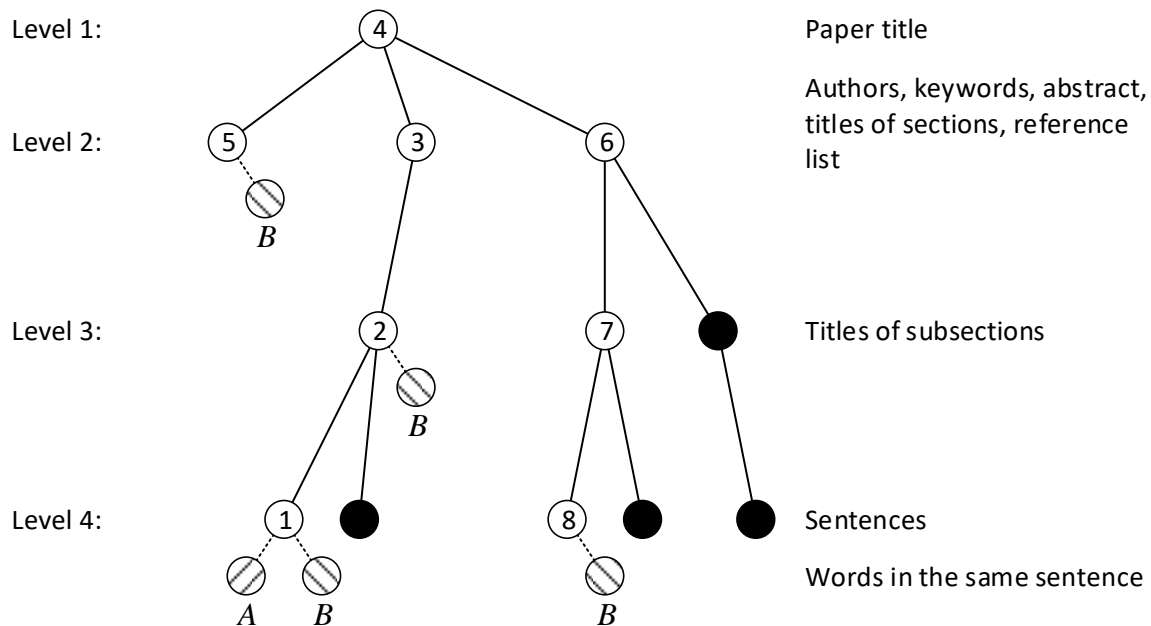 Level 1:
4
Paper title
Authors, keywords, abstract,
titles of sections, reference
list
Level 2:
5
3
6
B
Level 3:
2
7
Titles of subsections
B
Level 4:
1
8
Sentences
Words in the same sentence
A
B
B